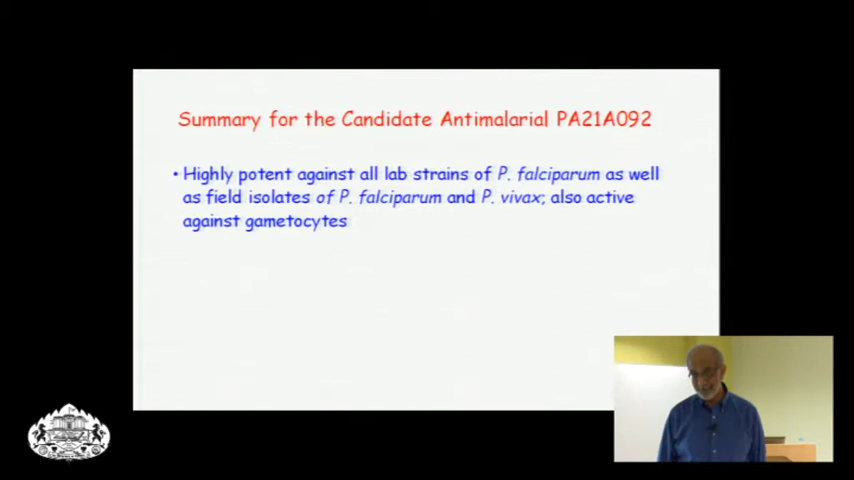 Summary for the Candidate Antimalarial PA21A092
• Highly potent against all lab strains of P. falciparum as well
as field isolates of P. falciparum and P. vivax; also active
against gametocytes